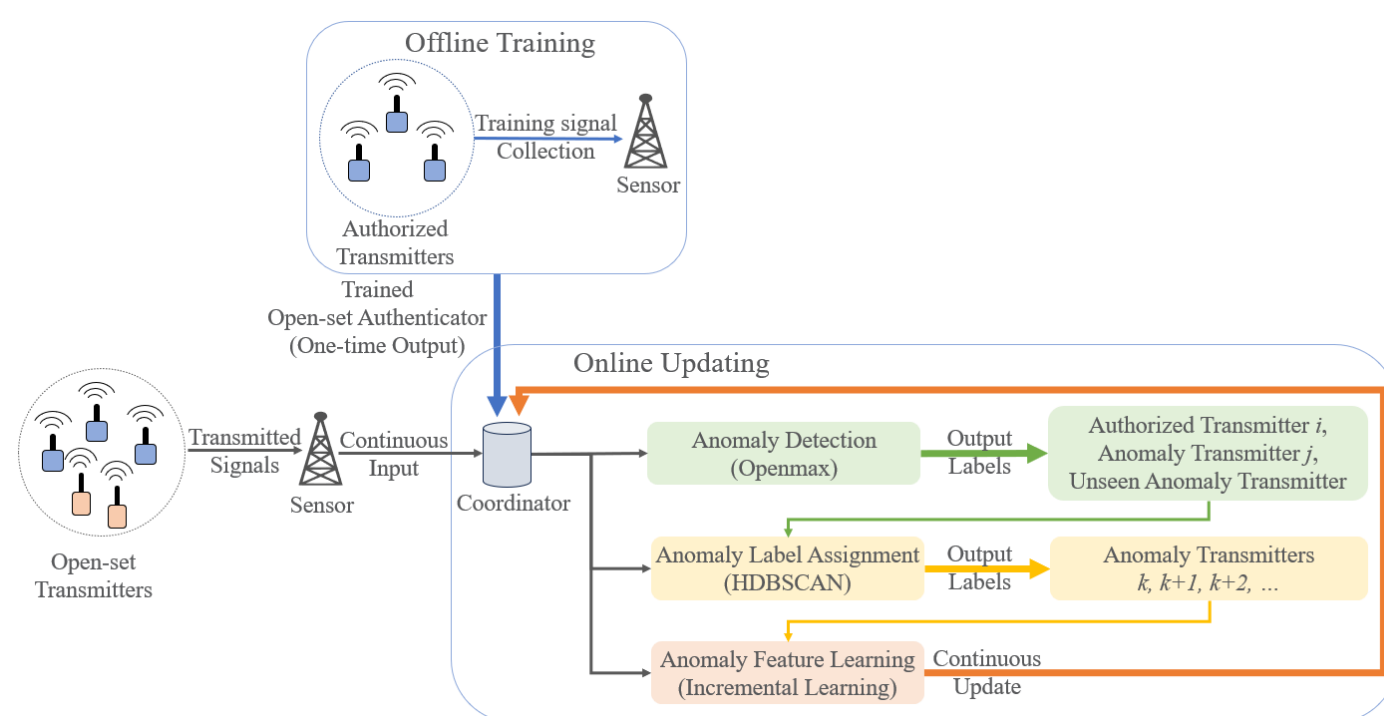 Offline Training
Training signal
Collection
Sensor
Authorized
Transmitters
Trained
Open-set Authenticator
(One-time Output)
Online Updating
Transmitted
Signals
Sensor
Continuous
Input
Coordinator
Open-set
Transmitters
Anomaly Detection
(Openmax)
Output
Labels
Authorized Transmitter i,
Anomaly Transmitter j,
Unseen Anomaly Transmitter
Anomaly Label Assignment
(HDBSCAN)
Output
Labels
Anomaly Transmitters
k, k+1, k+2, …
Anomaly Feature Learning
(Incremental Learning)
Continuous
Update